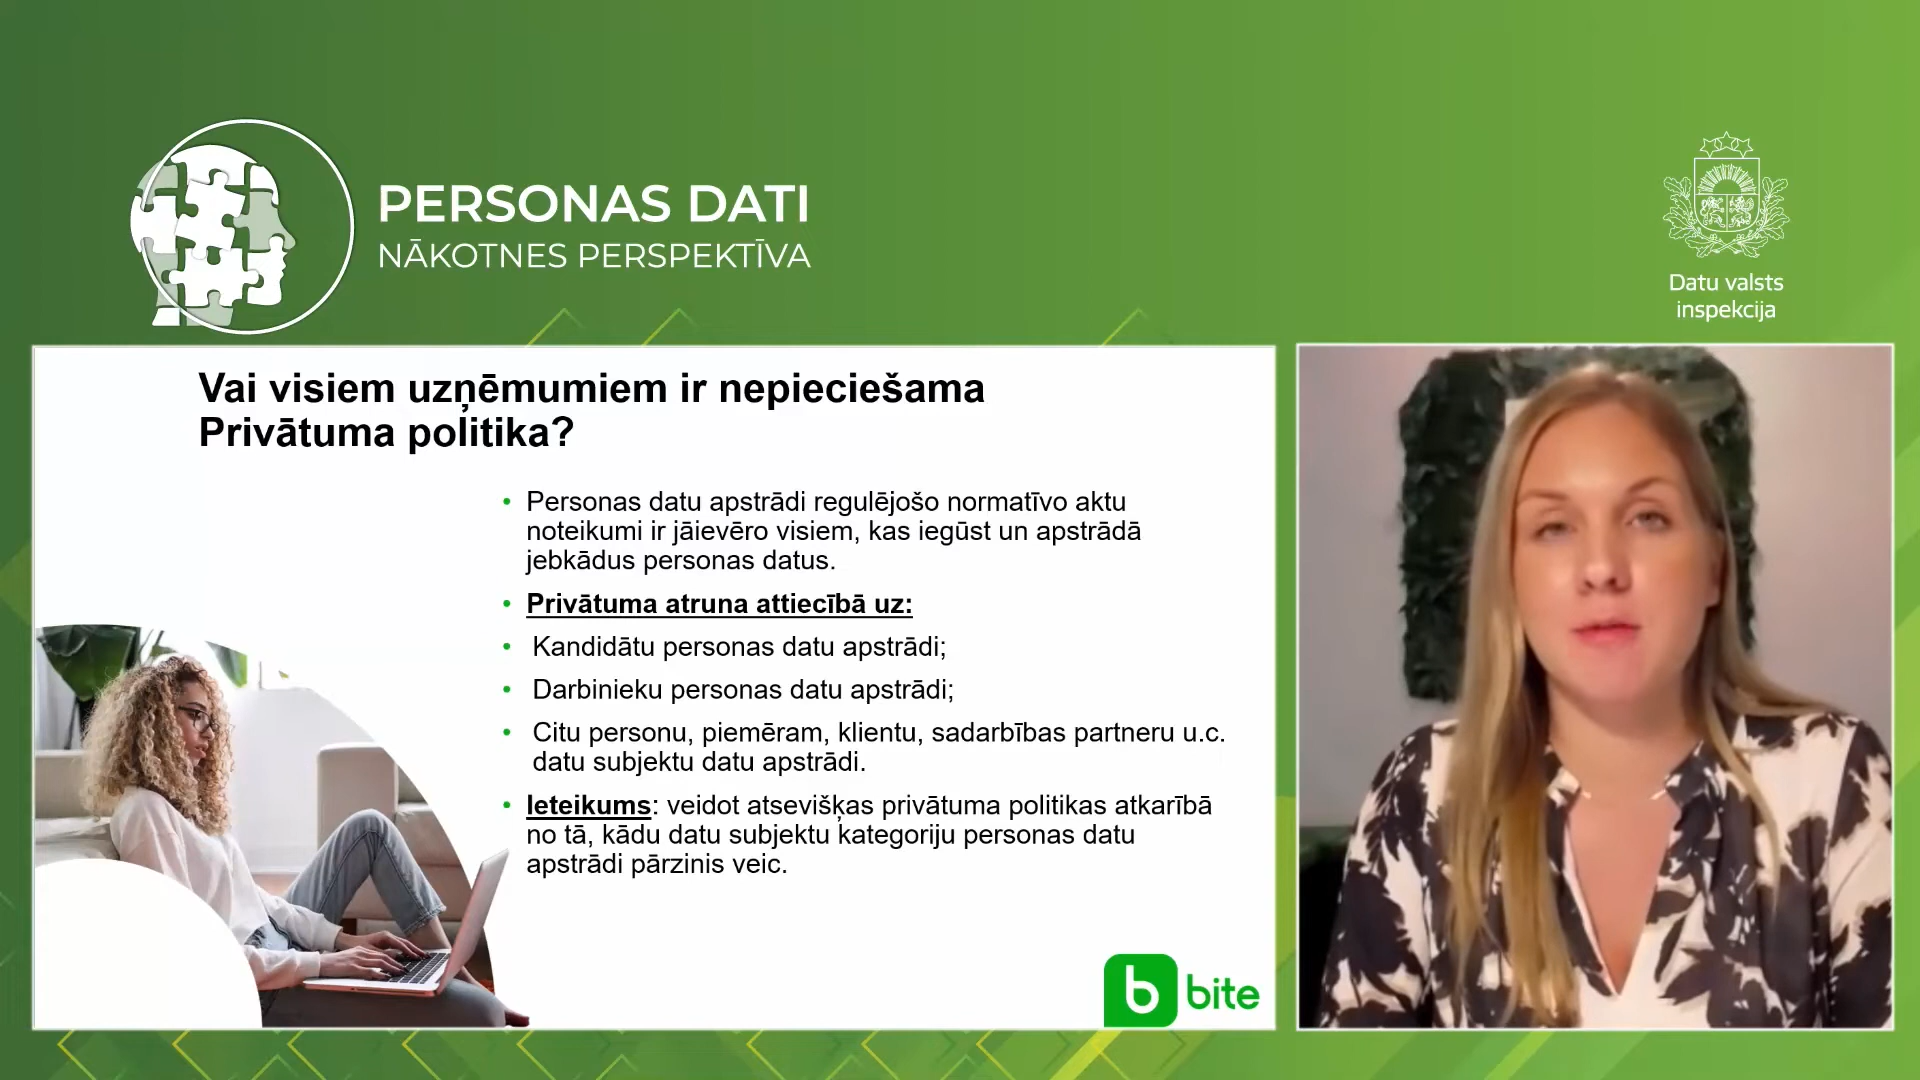 PERSONAS DATI
NĀKOTNES PERSPEKTĪVA
Datu valsts
inspekcija
Vai visiem uzņēmumiem ir nepieciešama
Privātuma politika?
• Personas datu apstrādi regulējošo normatīvo aktu
noteikumi ir jāievēro visiem, kas iegūst un apstrādā
jebkādus personas datus.
• Privātuma atruna attiecībā uz:
• Kandidātu personas datu apstrādi;
• Darbinieku personas datu apstrādi;
• Citu personu, piemēram, klientu, sadarbības partneru u.c.
datu subjektu datu apstrādi.
• Ieteikums: veidot atsevišķas privātuma politikas atkarībā
no tā, kādu datu subjektu kategoriju personas datu
apstrādi pārzinis veic.
b bite